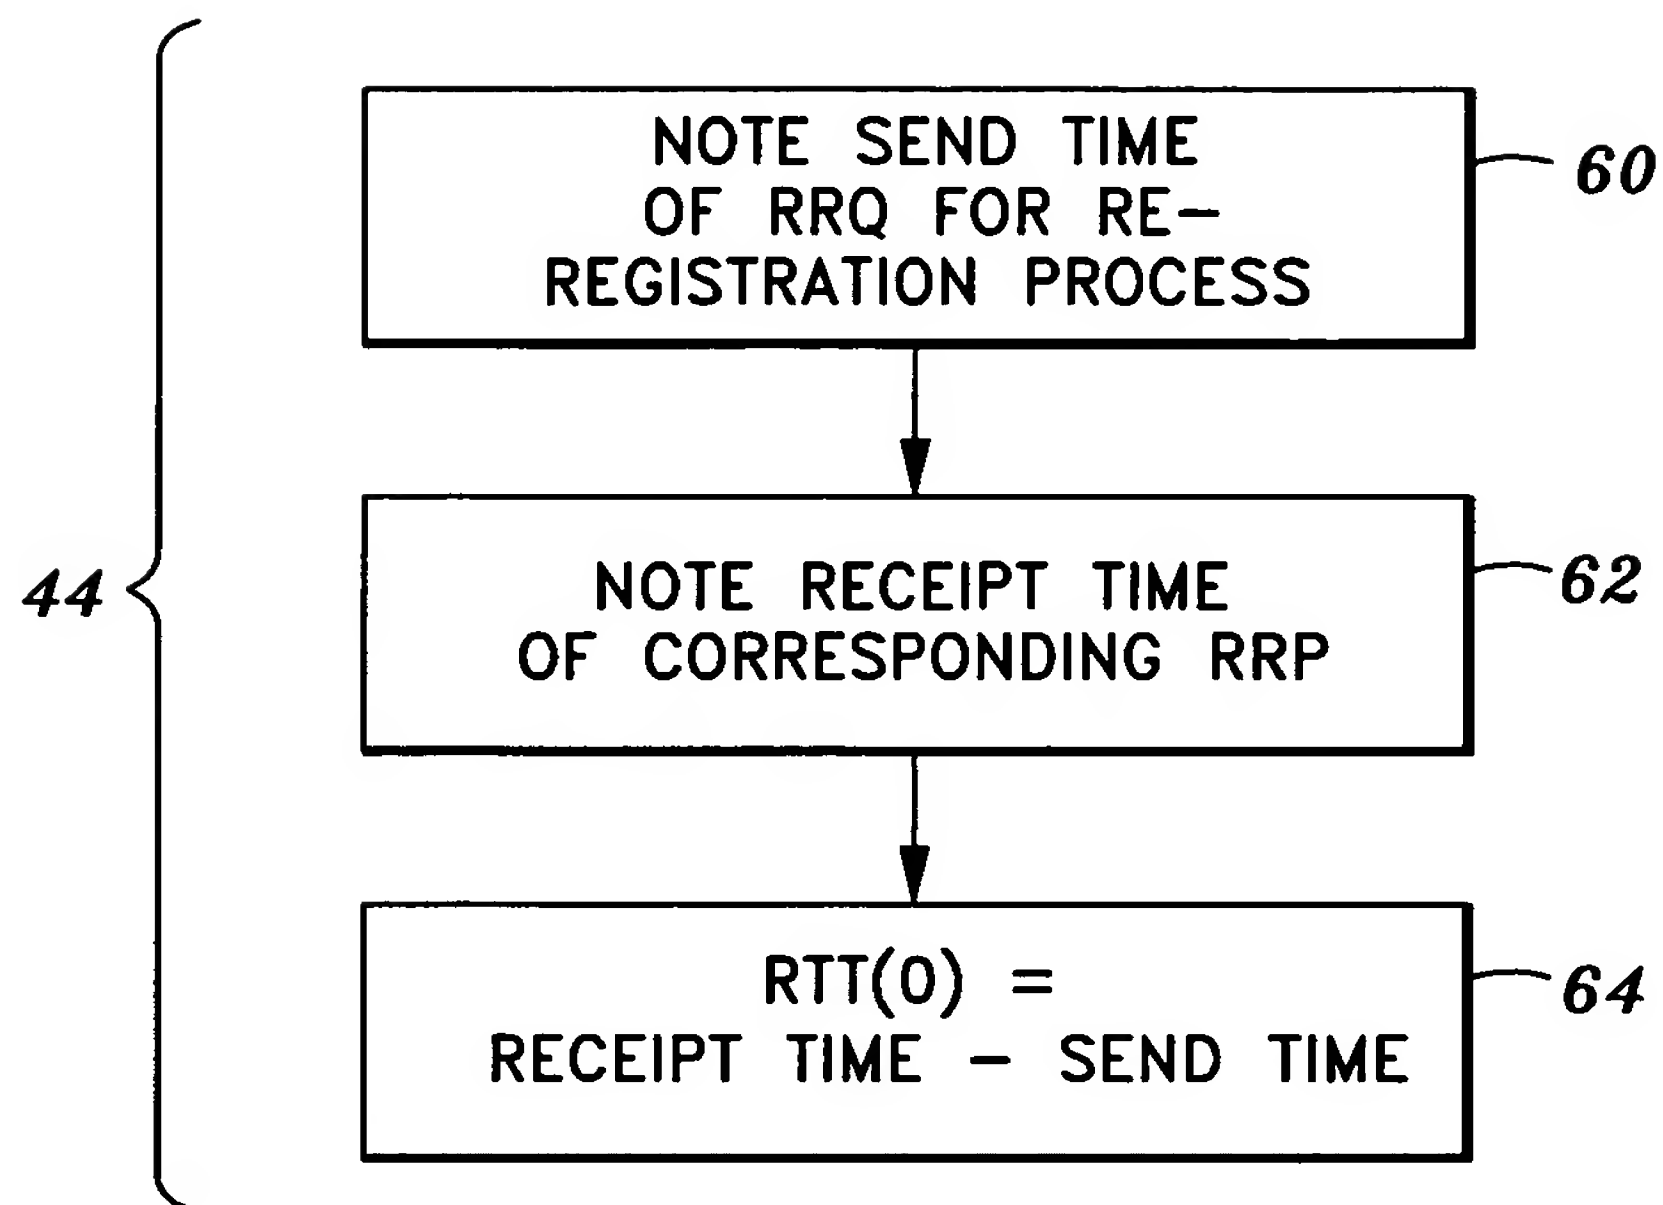 NOTE SEND TIME
OF RRQ FOR RE-
REGISTRATION PROCESS
60
NOTE RECEIPT TIME
OF CORRESPONDING RRP
62
44
RTT(0) =
RECEIPT TIME - SEND TIME
64